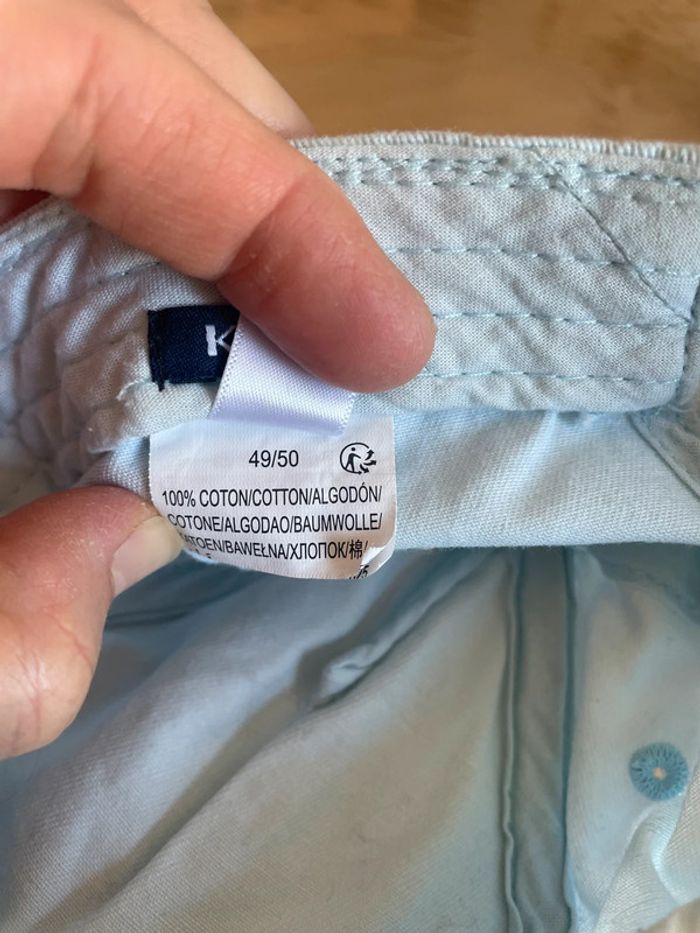 K
49/50
100% COTON/COTTON/ALGODÓN/
COTONE/ALGODAO/BAUMWOLLE/
/BAWEŁNA/ХЛОПОК/棉/